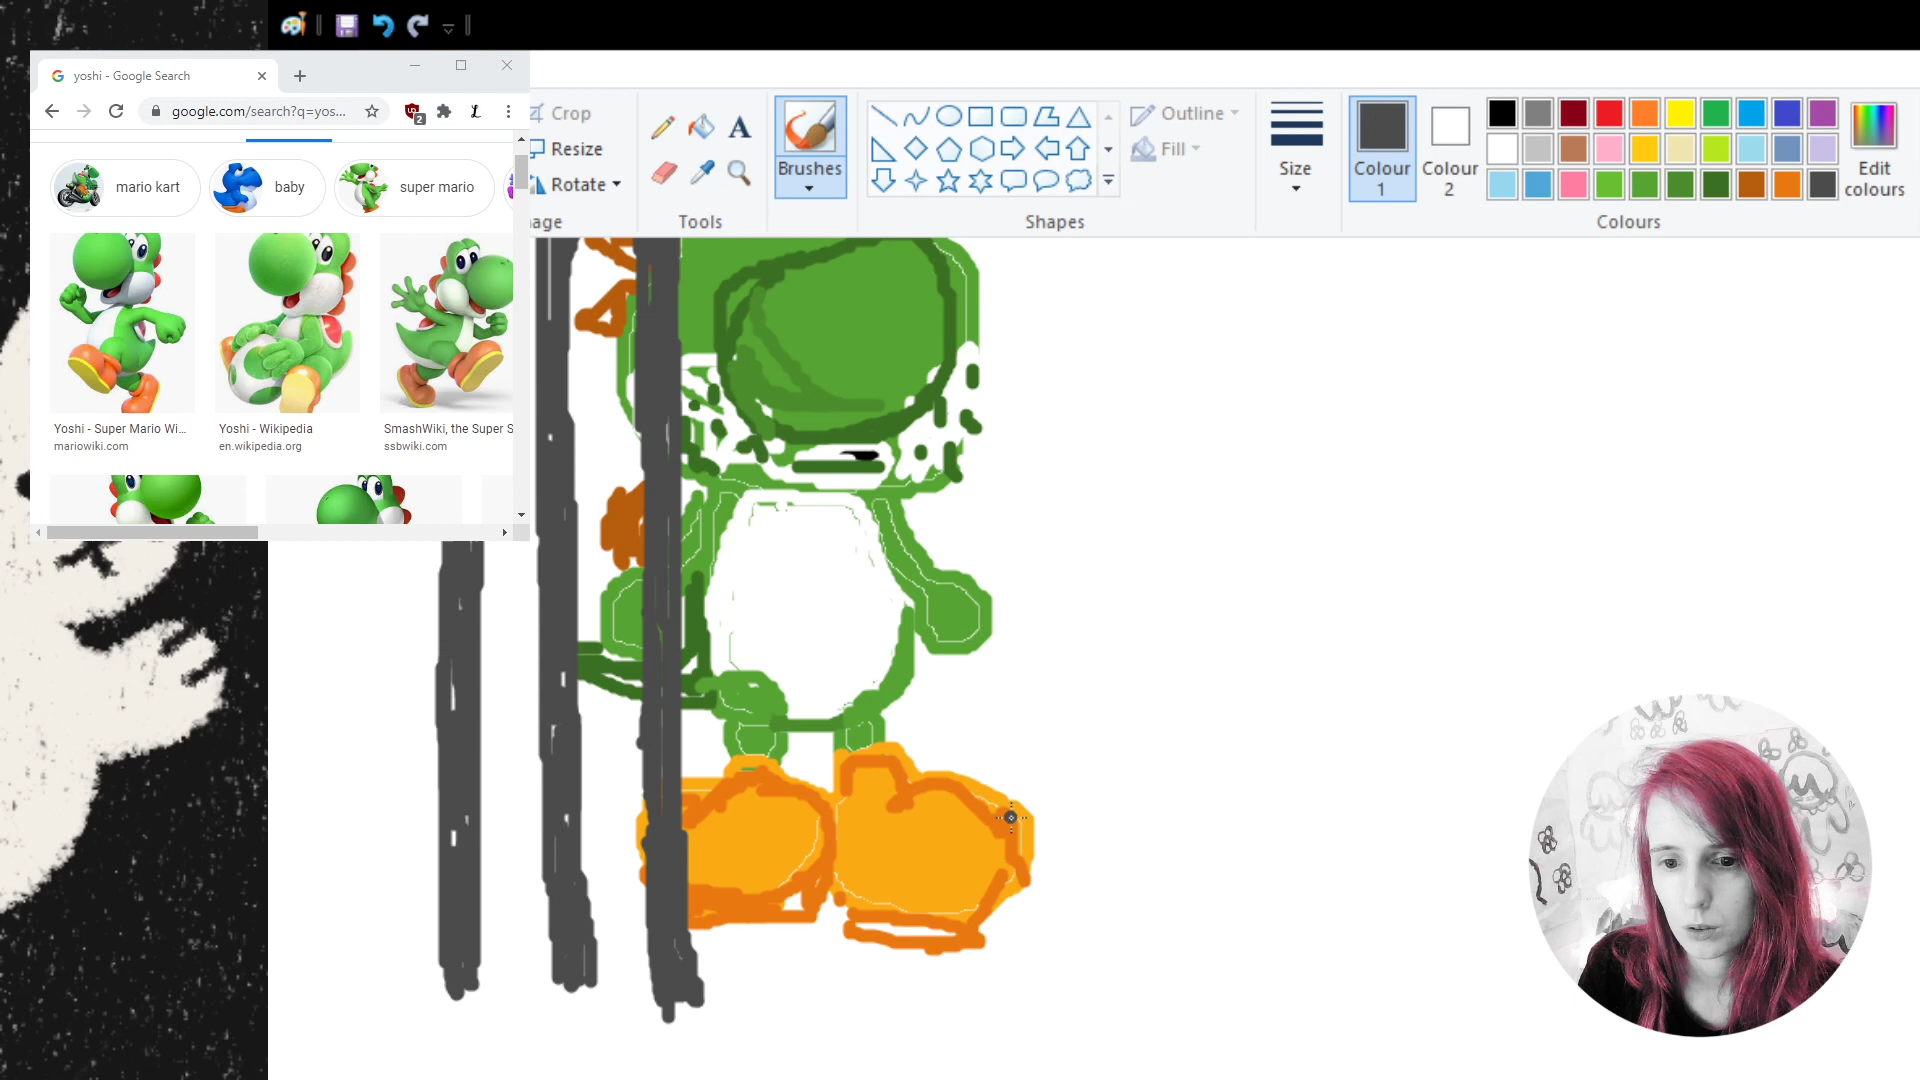 yoshi - Google Search
google.com/search?q=yos...
2
mario kart
baby
super mario
Yoshi - Super Mario Wi...
mariowiki.com
Yoshi - Wikipedia
en.wikipedia.org
SmashWiki, the Super S
ssbwiki.com
Crop
Resize
Rotate
age
A
Tools
Brushes
Shapes
Outline
Fill
Size
Colour
1
Colour
2
Edit
colours
Colours